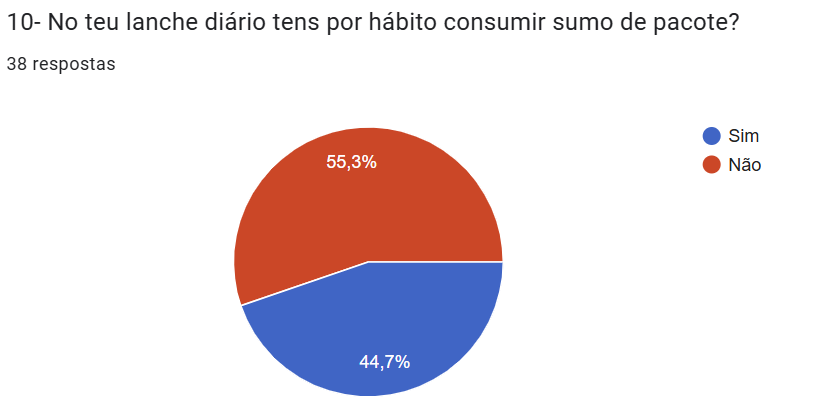 10- No teu lanche diário tens por hábito consumir sumo de pacote?
38 respostas
55,3%
44,7%
Sim
Não